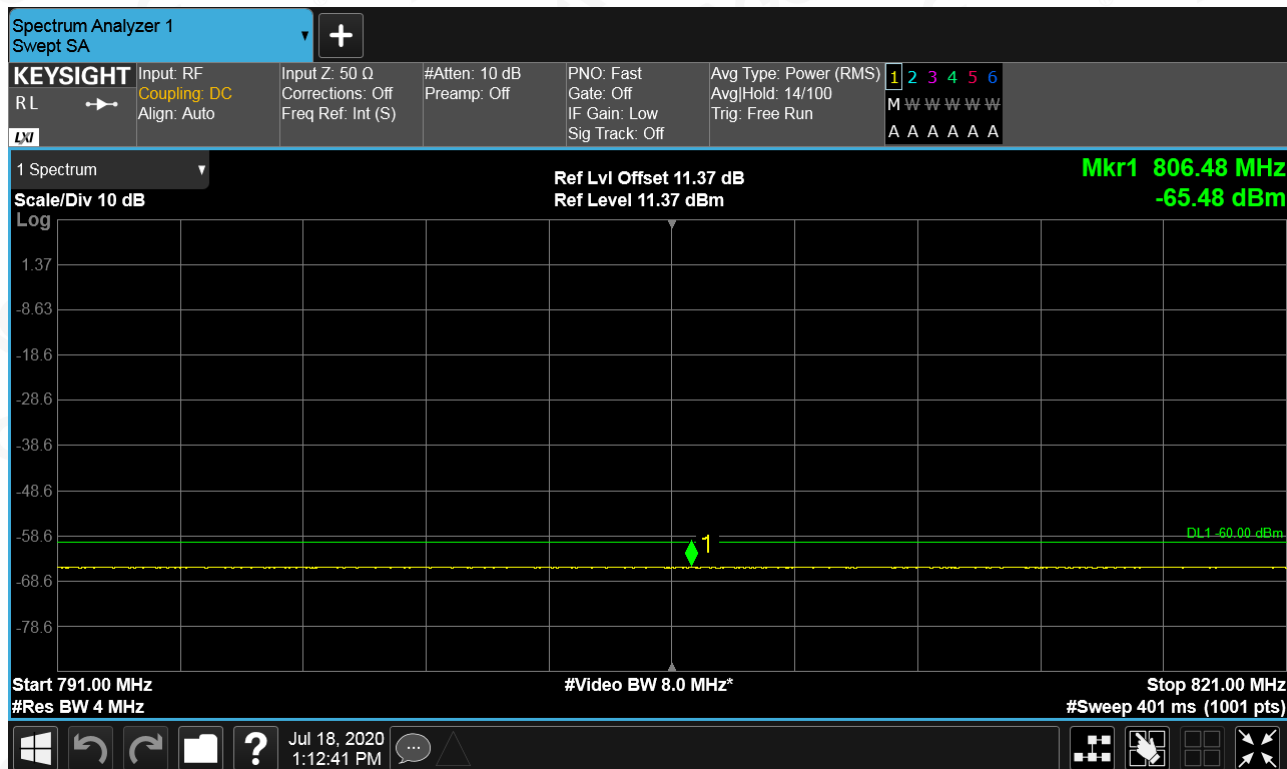 Spectrum Analyzer 1
Swept SA
+
KEYSIGHT
R L
LXI
Input: RF
Coupling: DC
Align: Auto
Input Z: 50 Ω
Corrections: Off
Freq Ref: Int (S)
#Atten: 10 dB
Preamp: Off
PNO: Fast
Gate: Off
IF Gain: Low
Sig Track: Off
Avg Type: Power (RMS)
Avg|Hold: 14/100
Trig: Free Run
1 2 3 4 5 6
M W W W W W
A A A A A A
1 Spectrum
Scale/Div 10 dB
Ref Lvl Offset 11.37 dB
Ref Level 11.37 dBm
Mkr1 806.48 MHz
-65.48 dBm
Log
1.37
-8.63
-18.6
-28.6
-38.6
-48.6
-58.6
-68.6
-78.6
1
DL1 -60.00 dBm
Start 791.00 MHz
#Res BW 4 MHz
#Video BW 8.0 MHz*
Stop 821.00 MHz
#Sweep 401 ms (1001 pts)
?
Jul 18, 2020
1:12:41 PM